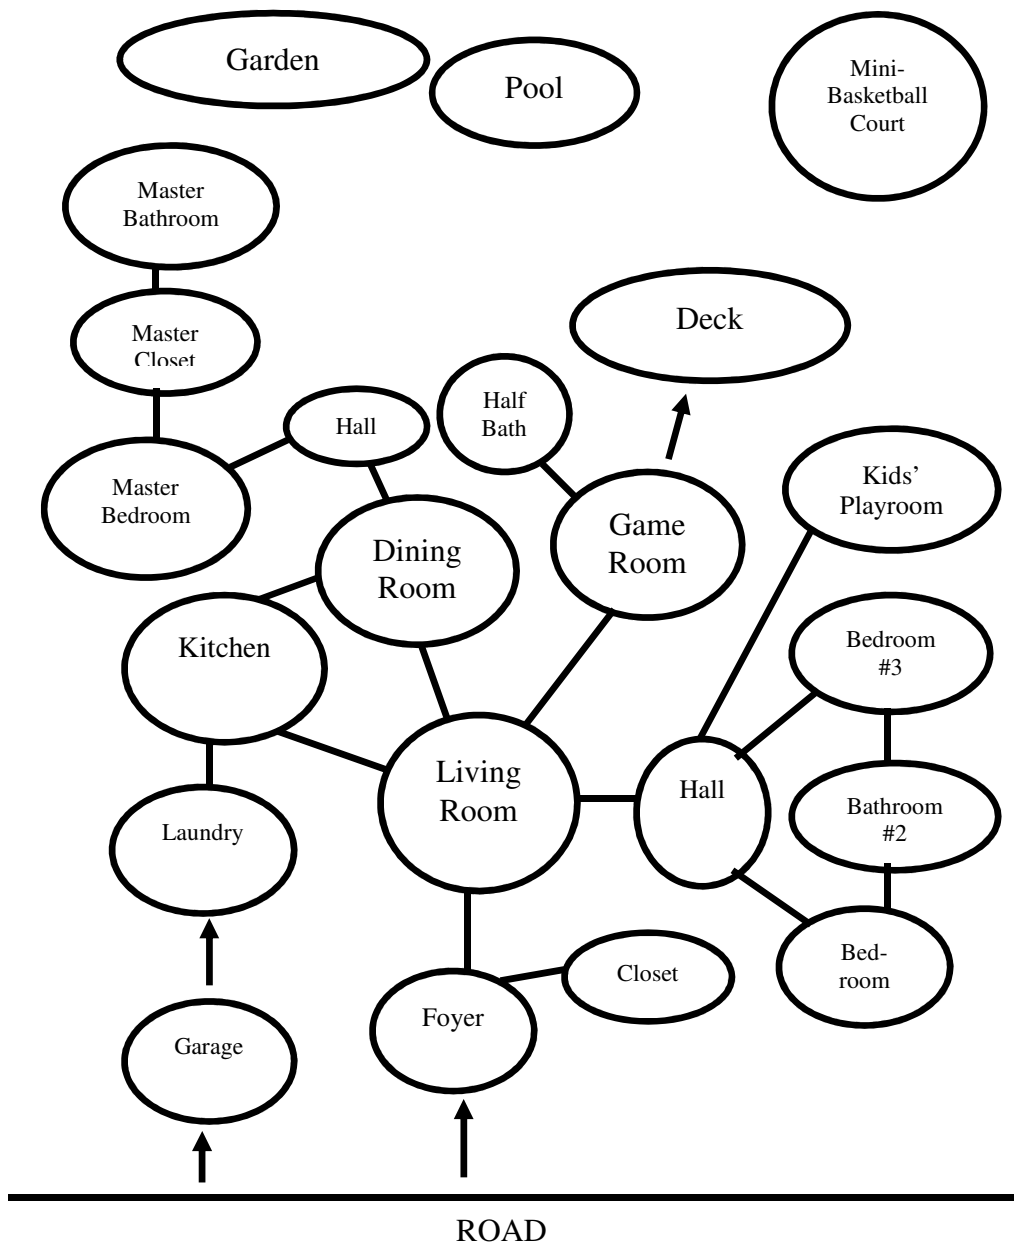 Garden
Pool
Mini-
Basketball
Court
Master
Bathroom
Deck
Master
Closet
Half
Bath
Hall
Kids’
Playroom
Master
Bedroom
Game
Room
Dining
Room
Kitchen
Bedroom
#3
Living
Room
Hall
Bathroom
#2
Laundry
Bed-
room
Closet
Foyer
Garage
ROAD